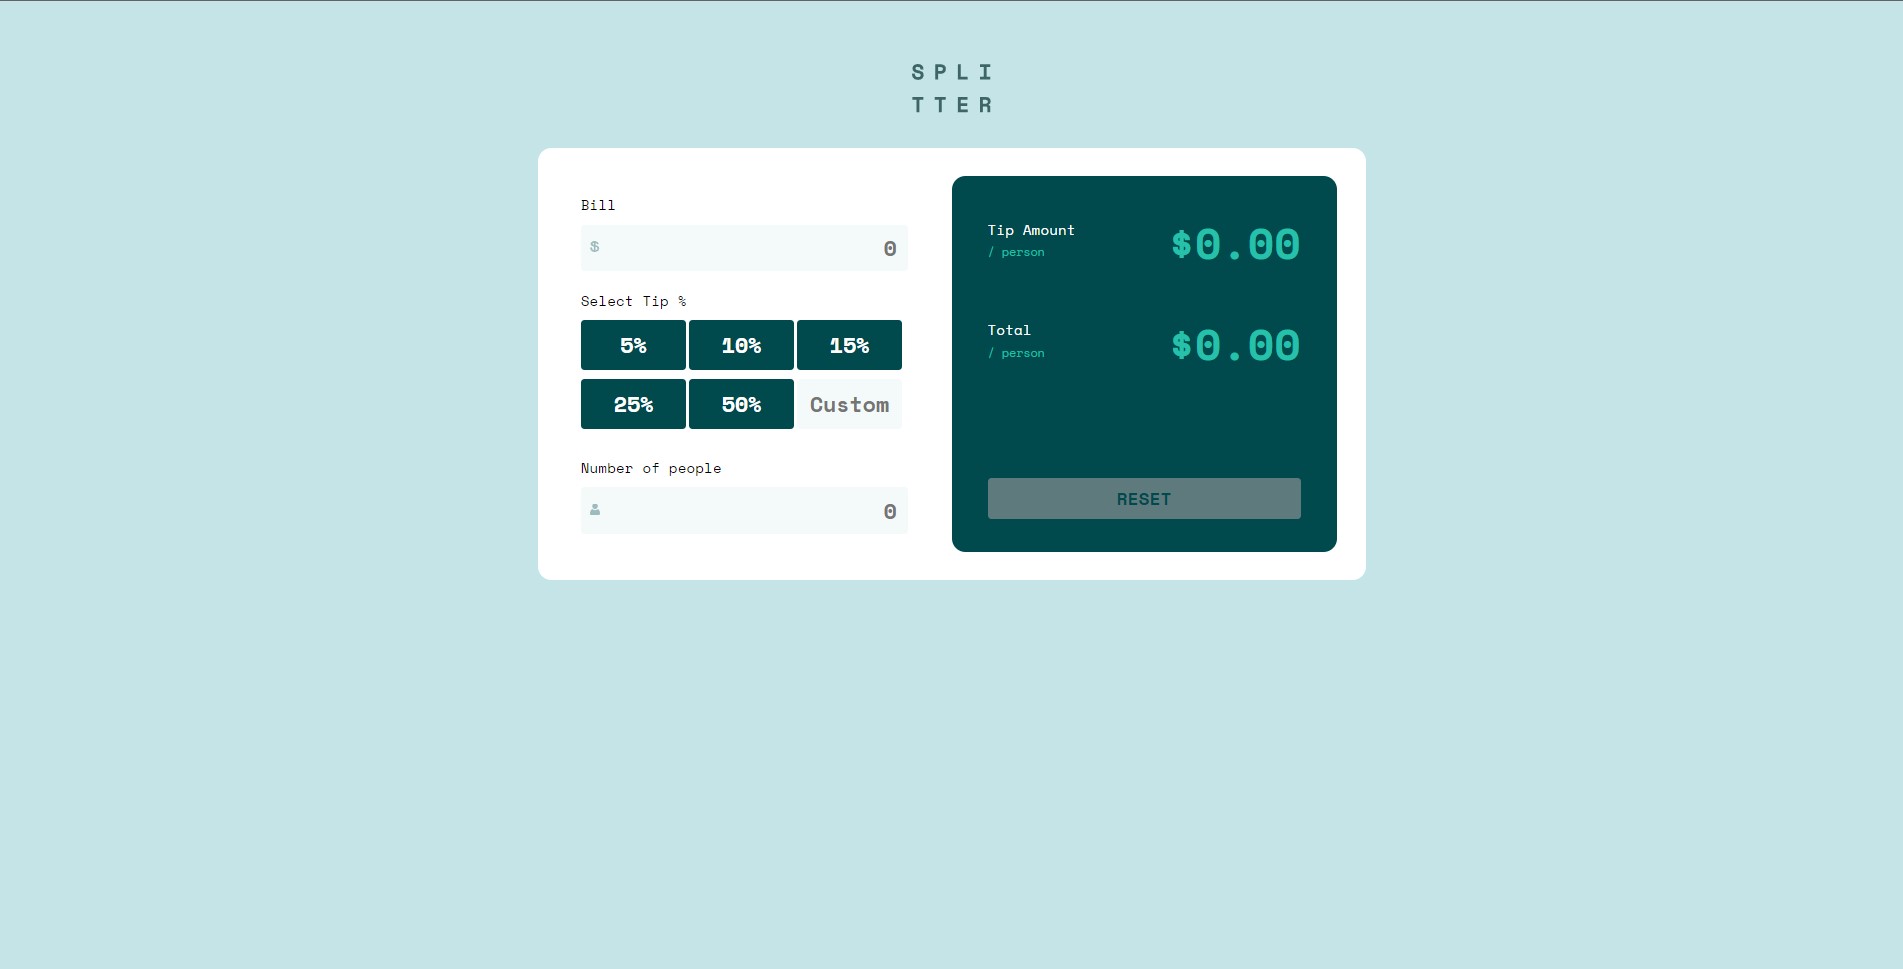 SPLI
TTER
Bill
$ 0
Select Tip %
5% 10% 15%
25% 50% Custom
Number of people
0
Tip Amount
/ person
$0.00
Total
/ person
$0.00
RESET